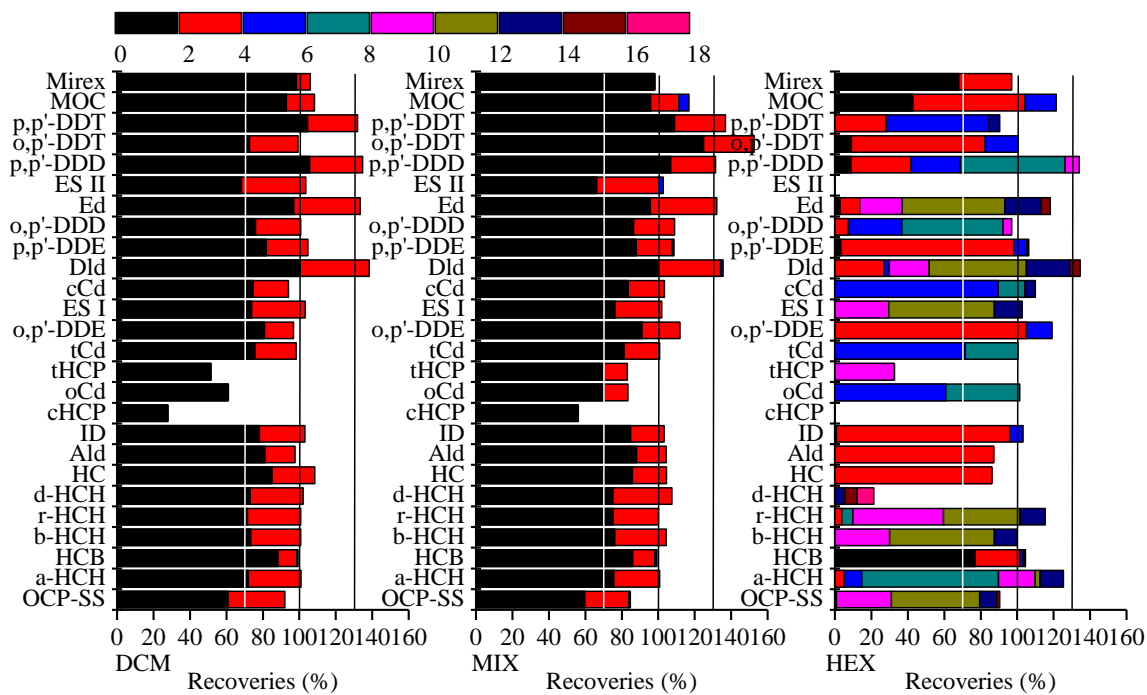 0 2 4 6 8 10 12 14 16 18
Mirex Mirex Mirex
MOC MOC MOC
p,p'-DDT p,p'-DDT p,p'-DDT
o,p'-DDT o,p'-DDT o,p'-DDT
p,p'-DDD p,p'-DDD p,p'-DDD
ES II ES II ES II
Ed Ed Ed
o,p'-DDD o,p'-DDD o,p'-DDD
p,p'-DDE p,p'-DDE p,p'-DDE
Dld Dld Dld
cCd cCd cCd
ES I ES I ES I
o,p'-DDE o,p'-DDE o,p'-DDE
tCd tCd tCd
tHCP tHCP tHCP
oCd oCd oCd
cHCP cHCP cHCP
ID ID ID
Ald Ald Ald
HC HC HC
d-HCH d-HCH d-HCH
r-HCH r-HCH r-HCH
b-HCH b-HCH b-HCH
HCB HCB HCB
a-HCH a-HCH a-HCH
OCP-SS OCP-SS OCP-SS
0 20 40 60 80 100 120 140 160 0 20 40 60 80 100 120 140 160 0 20 40 60 80 100 120 140 160
DCM MIX HEX
Recoveries (%) Recoveries (%) Recoveries (%)